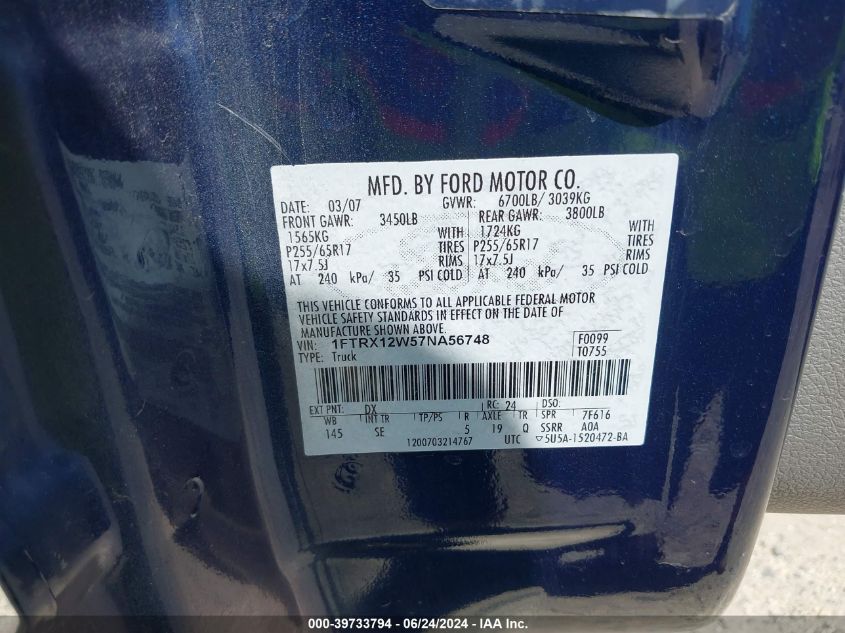 MFD. BY FORD MOTOR CO.
DATE: 03/07 GVWR: 6700LB/ 3039KG
FRONT GAWR: 3450LB REAR GAWR: 3800LB
1565KG WITH 1724KG WITH
P255/65R17 TIRES P255/65R17 TIRES
17x7.5J RIMS 17x7.5J RIMS
AT 240 kPa/ 35 PSI COLD AT 240 kPa/ 35 PSI COLD
THIS VEHICLE CONFORMS TO ALL APPLICABLE FEDERAL MOTOR
VEHICLE SAFETY STANDARDS IN EFFECT ON THE DATE OF
MANUFACTURE SHOWN ABOVE.
VIN: 1FTRX12W57NA56748 F0099
TYPE: Truck T0755
EXT PNT: DX RC: 24 DSO:
WB INT TR TP/PS R AXLE TR SPR 7F616
145 SE 5 19 Q SSRR A0A
1200703214767 UTC ▽5U5A-1520472-BA
000-39733794 - 06/24/2024 - IAAI.com